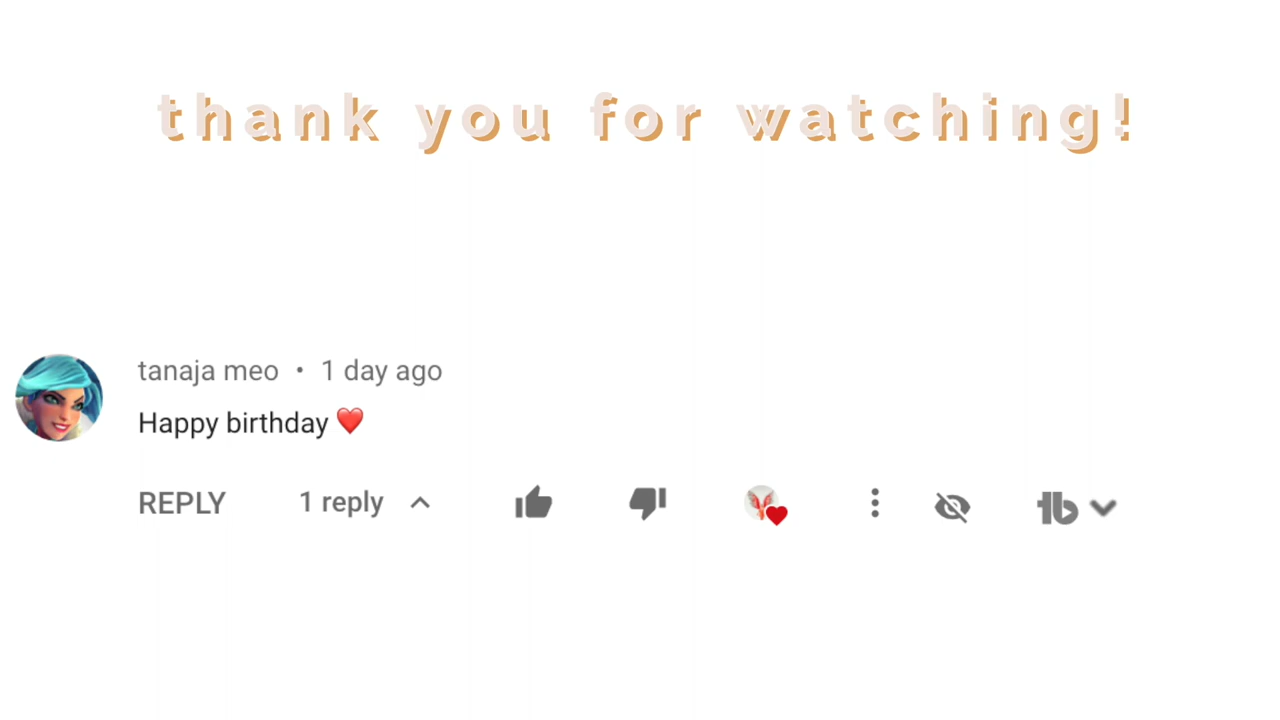 thank you for watching!
tanaja meo • 1 day ago
Happy birthday ❤️
REPLY 1 reply